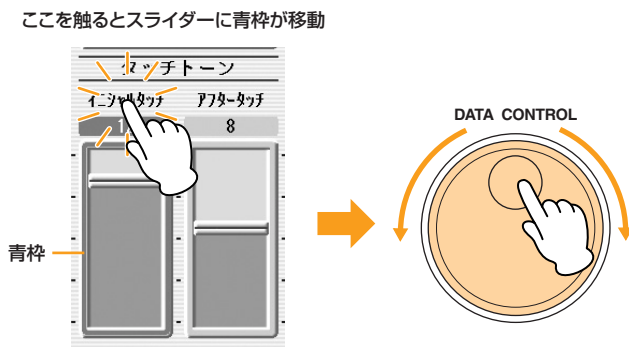 ここを触るとスライダーに青枠が移動
タッチトーン
イニシャルタッチ アフタータッチ
8
青枠
DATA CONTROL